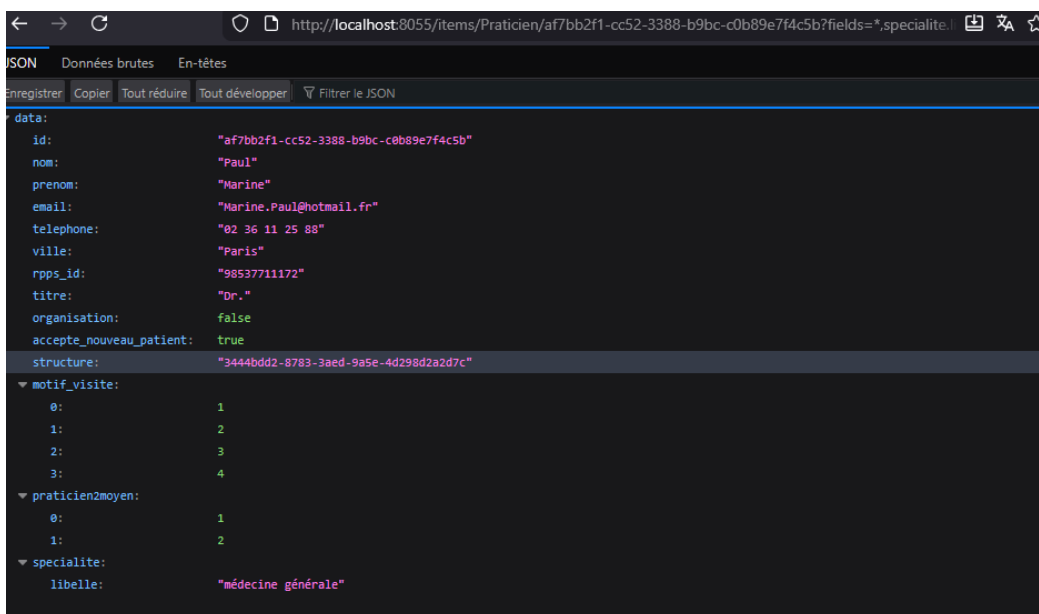 http://localhost:8055/items/Praticien/af7bb2f1-cc52-3388-b9bc-c0b89e7f4c5b?fields=*,specialite.l
JSON Données brutes En-têtes
Enregistrer Copier Tout réduire Tout développer Filtrer le JSON
data:
id: "af7bb2f1-cc52-3388-b9bc-c0b89e7f4c5b"
nom: "Paul"
prenom: "Marine"
email: "Marine.Paul@hotmail.fr"
telephone: "02 36 11 25 88"
ville: "Paris"
rpps_id: "98537711172"
titre: "Dr."
organisation: false
accepte_nouveau_patient: true
structure: "3444bdd2-8783-3aed-9a5e-4d298d2a2d7c"
motif_visite:
0: 1
1: 2
2: 3
3: 4
praticien2moyen:
0: 1
1: 2
specialite:
libelle: "médecine générale"